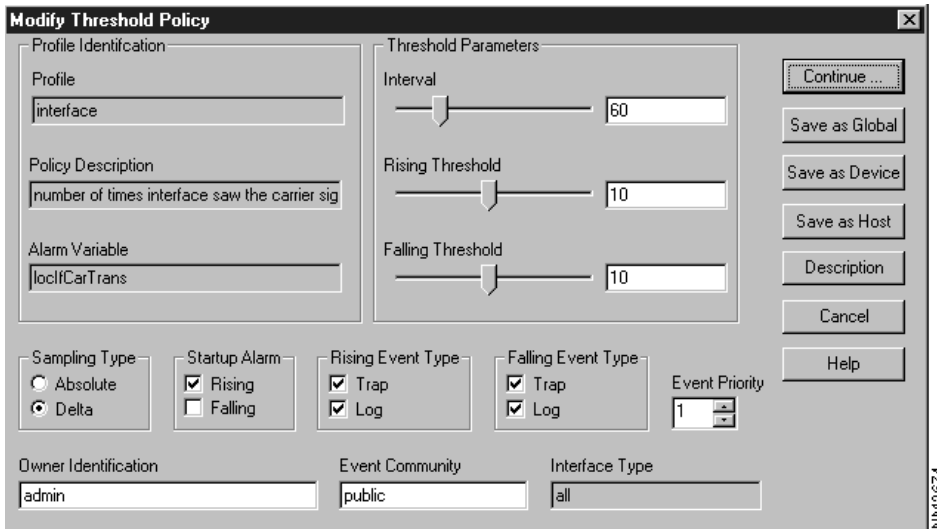 Modify Threshold Policy
Profile Identifcation
Profile
interface
Policy Description
number of times interface saw the carrier sig
Alarm Variable
locIfCarTrans
Threshold Parameters
Interval
60
Rising Threshold
10
Falling Threshold
10
Continue ...
Save as Global
Save as Device
Save as Host
Description
Cancel
Help
Sampling Type
Absolute
Delta
Startup Alarm
Rising
Falling
Rising Event Type
Trap
Log
Falling Event Type
Trap
Log
Event Priority
1
Owner Identification
admin
Event Community
public
Interface Type
all